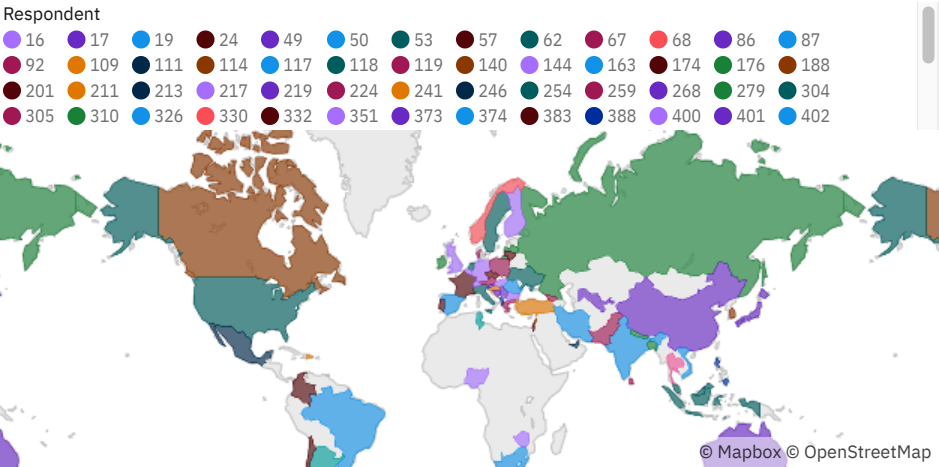 Respondent
16 17 19 24 49 50 53 57 62 67 68 86 87
92 109 111 114 117 118 119 140 144 163 174 176 188
201 211 213 217 219 224 241 246 254 259 268 279 304
305 310 326 330 332 351 373 374 383 388 400 401 402
© Mapbox © OpenStreetMap